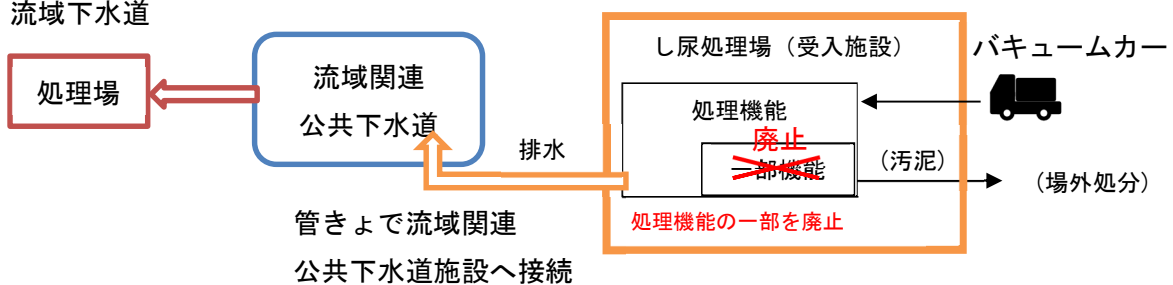 流域下水道
処理場
流域関連
公共下水道
排水
管きょで流域関連
公共下水道施設へ接続
し尿処理場（受入施設）
処理機能
廃止
一部機能
処理機能の一部を廃止
バキュームカー
（汚泥）
（場外処分）